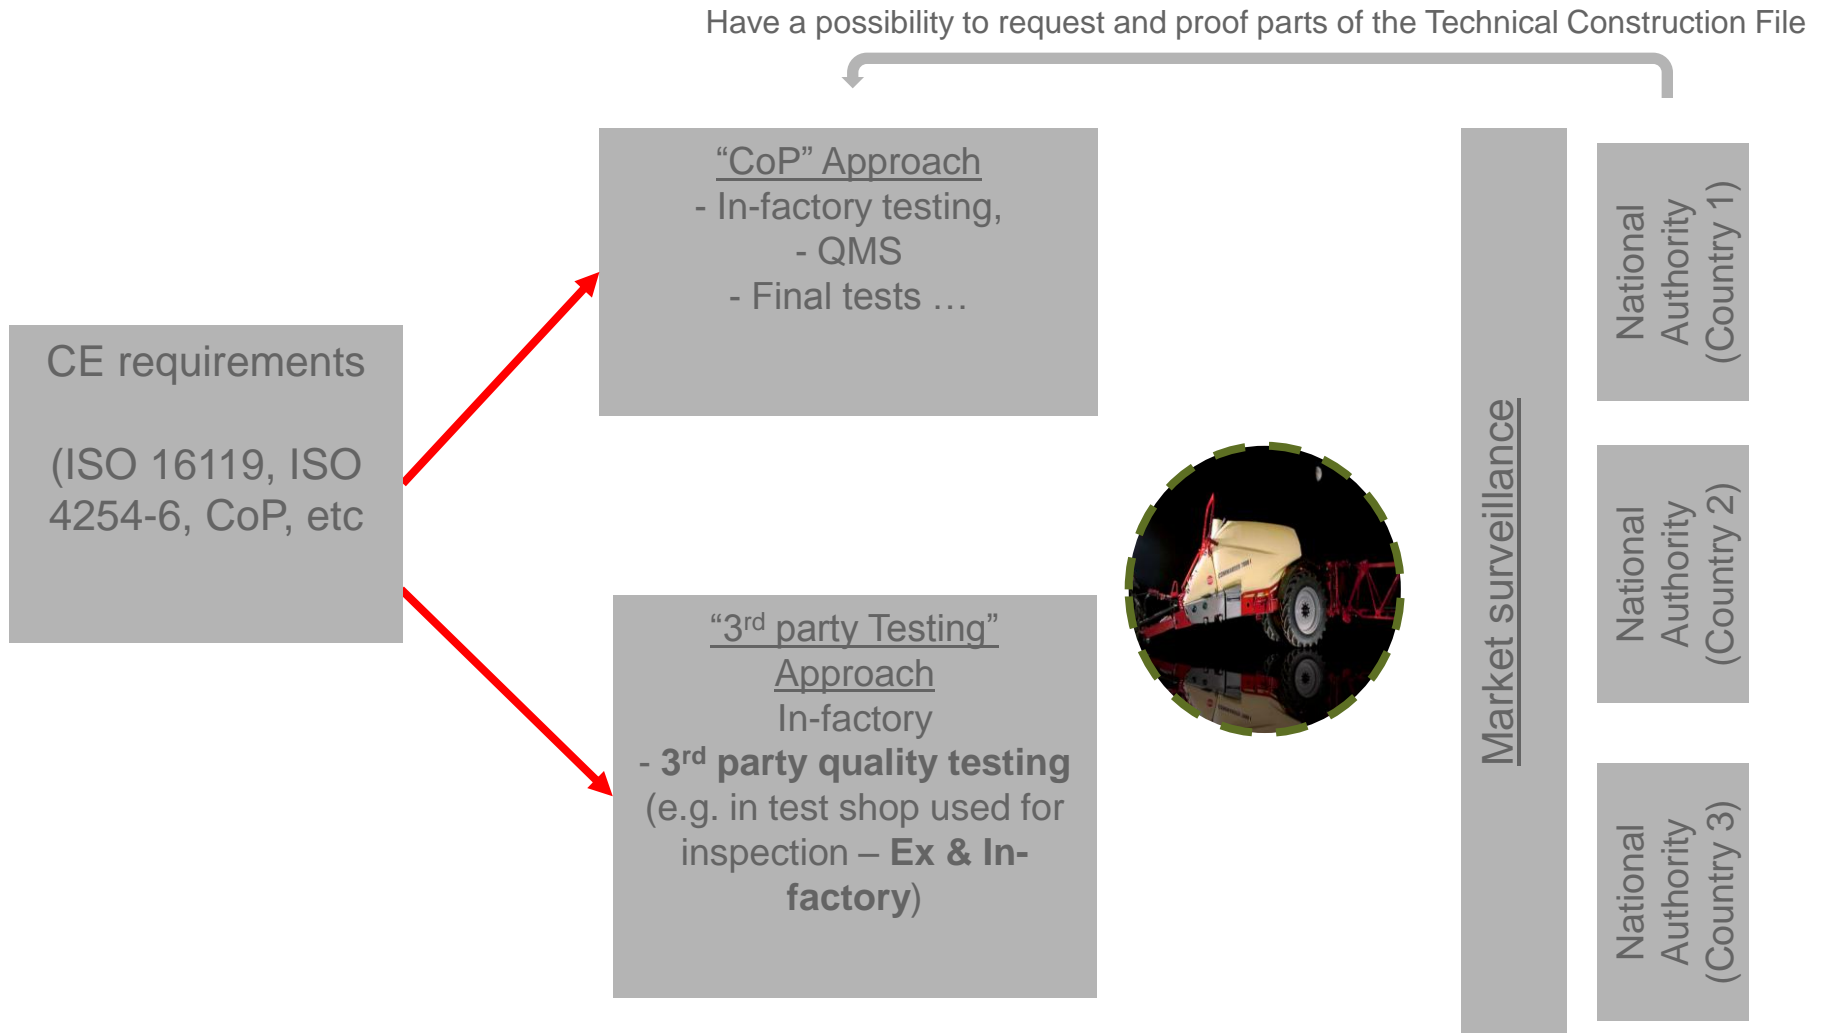 Have a possibility to request and proof parts of the Technical Construction File
“CoP” Approach
- In-factory testing,
- QMS
- Final tests …
CE requirements
(ISO 16119, ISO
4254-6, CoP, etc
“3rd party Testing”
Approach
In-factory
- 3rd party quality testing
(e.g. in test shop used for
inspection – Ex & In-
factory)
Market surveillance
National
Authority
(Country 1)
National
Authority
(Country 2)
National
Authority
(Country 3)